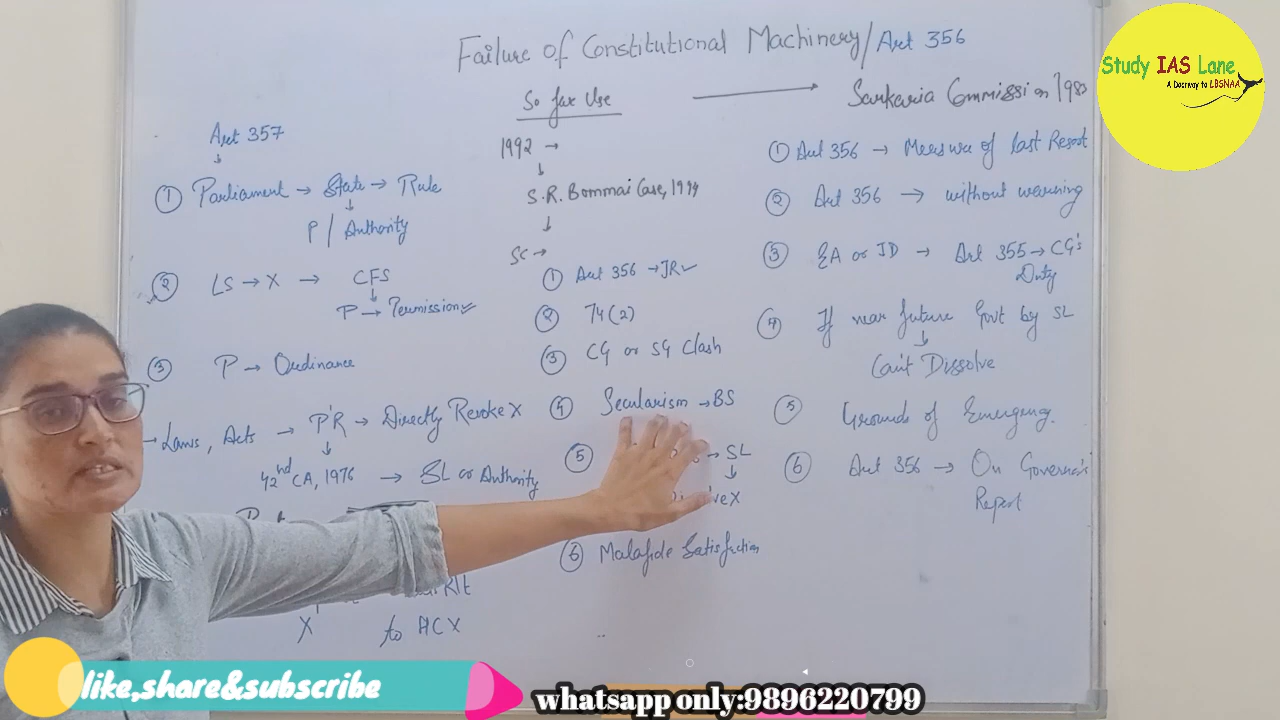 Failure of Constitutional Machinery/Art 356
Study IAS Lane
A Doorway to LBSNAA
Art 357
↓
① Parliament → State → Rule
↓
P / Authority
② LS → X → CFS
↓
P → Permission ✓
③ P → Ordinance
→ Laws, Acts → P'R → Directly Revoke X
↓
42nd CA, 1976 → SL or Authority
X to HC X
So far Use →
1992 →
↓
S.R. Bommai Case, 1994
↓
SC →
① Art 356 → JR ✓
② 74(2)
③ CG or SG Clash
④ Secularism → BS
⑤ → SL
↓
X
⑥ Malafide Satisfaction
Sarkaria Commission
① Art 356 → Measure of last Resort
② Art 356 → without warning
③ EA or ID → Art 355 → CG's
Duty
④ If near future Govt by SL
↓
Can't Dissolve
⑤ Grounds of Emergency.
⑥ Art 356 → On Governor's
Report
like,share&subscribe
whatsapp only:9896220799